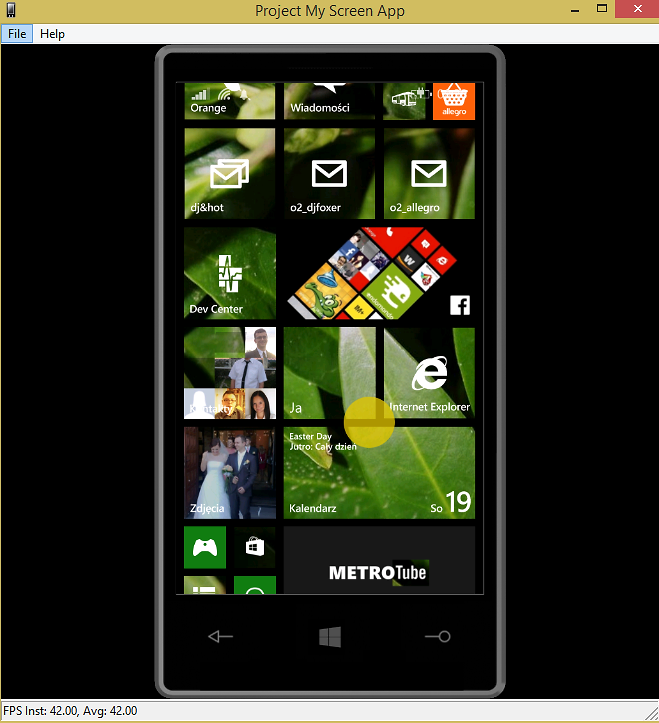 Project My Screen App
File Help
Orange
Wiadomości
allegro
dj&hot
o2_djfoxer
o2_allegro
Dev Center
endomondo
Kontakty
Ja
Internet Explorer
Easter Day
Jutro: Cały dzień
Zdjęcia
Kalendarz
So 19
METROTube
FPS Inst: 42.00, Avg: 42.00